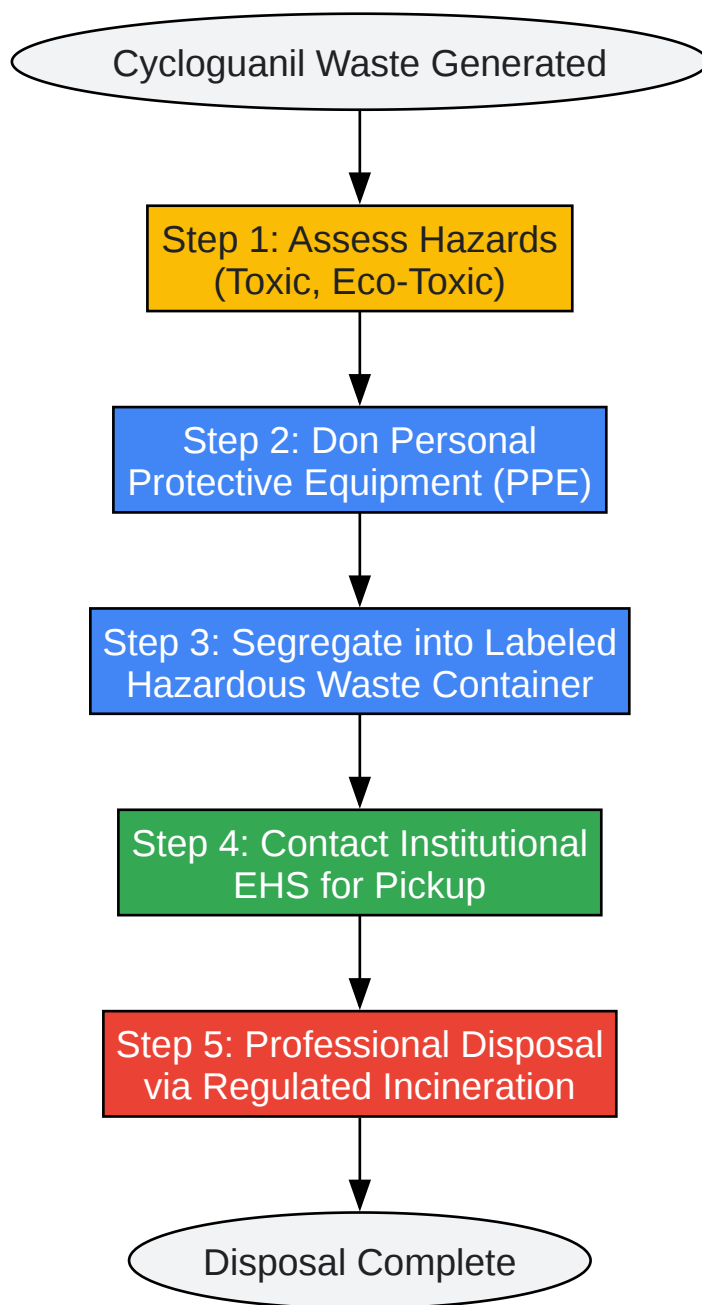 Cycloguanil Waste Generated
Step 1: Assess Hazards
(Toxic, Eco-Toxic)
Step 2: Don Personal
Protective Equipment (PPE)
Step 3: Segregate into Labeled
Hazardous Waste Container
Step 4: Contact Institutional
EHS for Pickup
Step 5: Professional Disposal
via Regulated Incineration
Disposal Complete